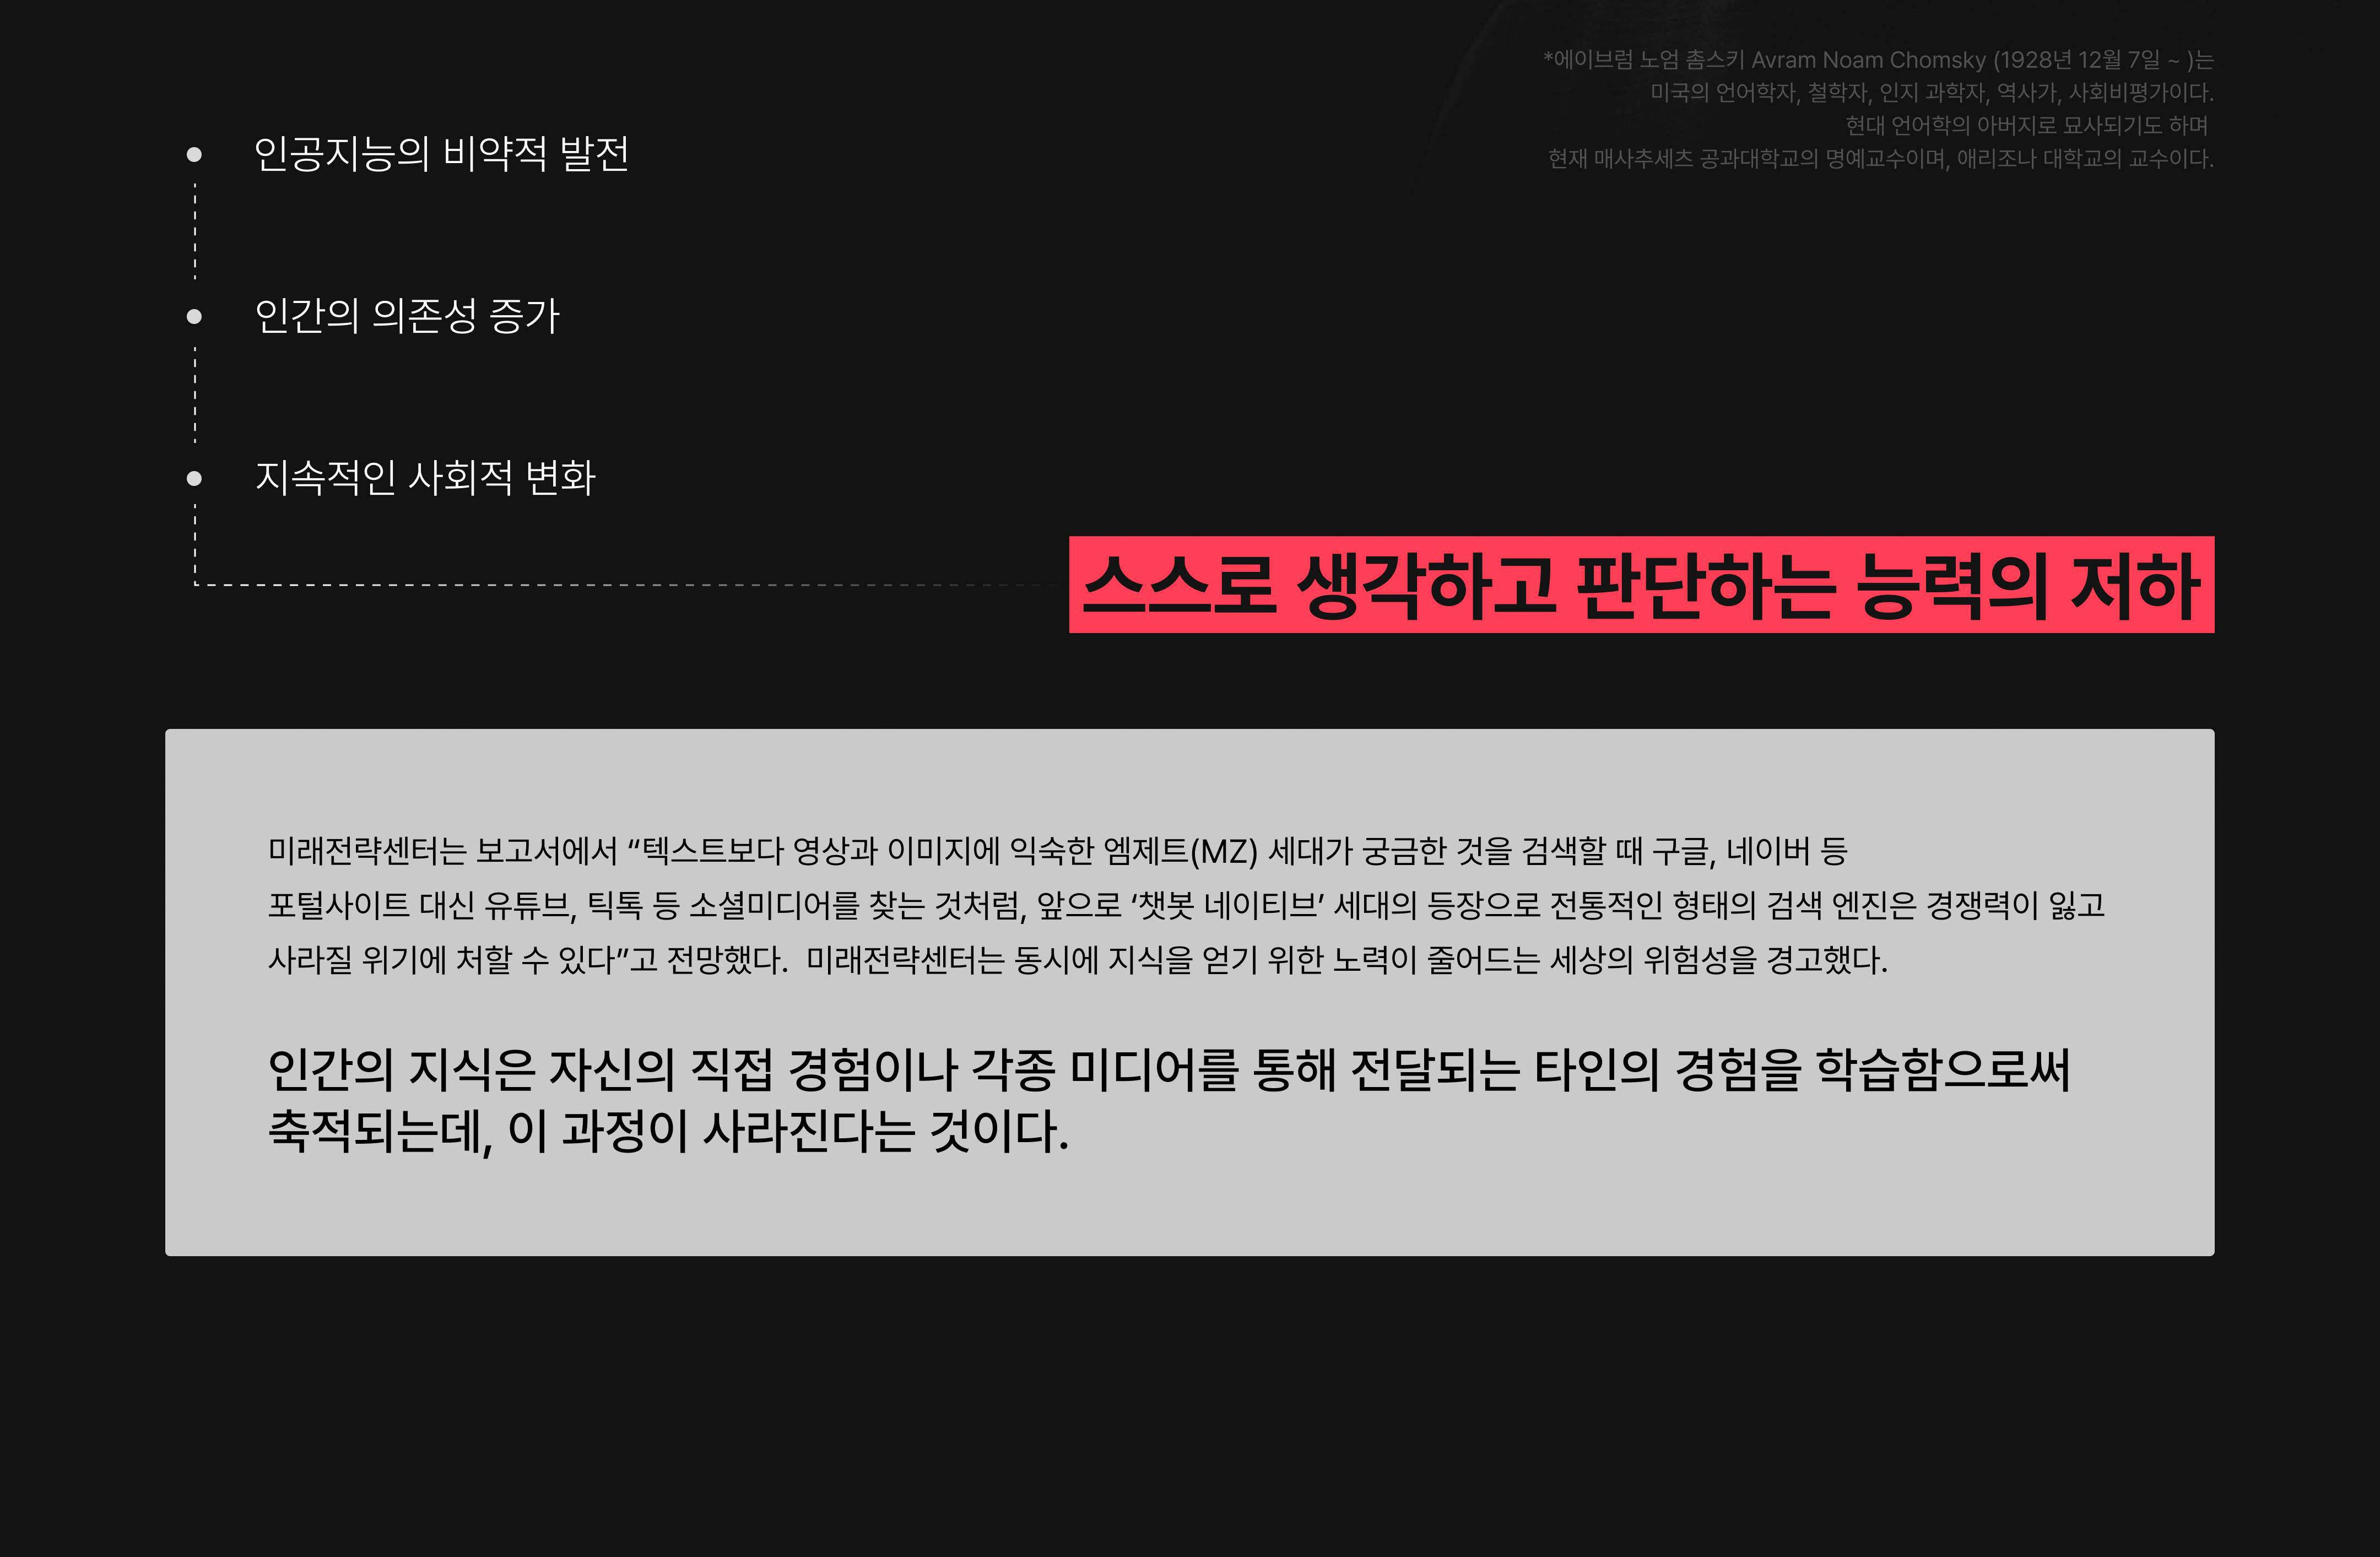 *에이브럼 노엄 촘스키 Avram Noam Chomsky (1928년 12월 7일 ~ )는
미국의 언어학자, 철학자, 인지 과학자, 역사가, 사회비평가이다.
현대 언어학의 아버지로 묘사되기도 하며
현재 매사추세츠 공과대학교의 명예교수이며, 애리조나 대학교의 교수이다.
인공지능의 비약적 발전
인간의 의존성 증가
지속적인 사회적 변화
스스로 생각하고 판단하는 능력의 저하
미래전략센터는 보고서에서 “텍스트보다 영상과 이미지에 익숙한 엠제트(MZ) 세대가 궁금한 것을 검색할 때 구글, 네이버 등
포털사이트 대신 유튜브, 틱톡 등 소셜미디어를 찾는 것처럼, 앞으로 ‘챗봇 네이티브’ 세대의 등장으로 전통적인 형태의 검색 엔진은 경쟁력이 잃고
사라질 위기에 처할 수 있다”고 전망했다. 미래전략센터는 동시에 지식을 얻기 위한 노력이 줄어드는 세상의 위험성을 경고했다.
인간의 지식은 자신의 직접 경험이나 각종 미디어를 통해 전달되는 타인의 경험을 학습함으로써
축적되는데, 이 과정이 사라진다는 것이다.